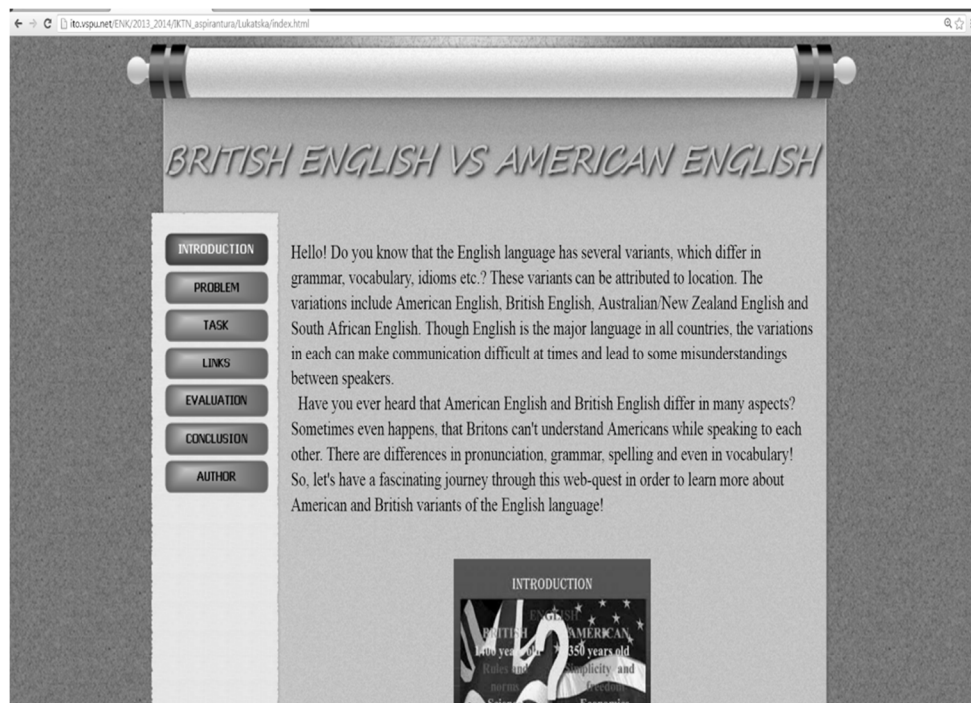 ito.vspu.net/ENK/2013_2014/IKTN_aspirantura/Lukatska/index.html
BRITISH ENGLISH VS AMERICAN ENGLISH
INTRODUCTION
PROBLEM
TASK
LINKS
EVALUATION
CONCLUSION
AUTHOR
Hello! Do you know that the English language has several variants, which differ in
grammar, vocabulary, idioms etc.? These variants can be attributed to location. The
variations include American English, British English, Australian/New Zealand English and
South African English. Though English is the major language in all countries, the variations
in each can make communication difficult at times and lead to some misunderstandings
between speakers.
Have you ever heard that American English and British English differ in many aspects?
Sometimes even happens, that Britons can't understand Americans while speaking to each
other. There are differences in pronunciation, grammar, spelling and even in vocabulary!
So, let's have a fascinating journey through this web-quest in order to learn more about
American and British variants of the English language!
INTRODUCTION
ENGLISH
BRITISH AMERICAN
1400 years old 350 years old
Rules and Simplicity and
norms freedom